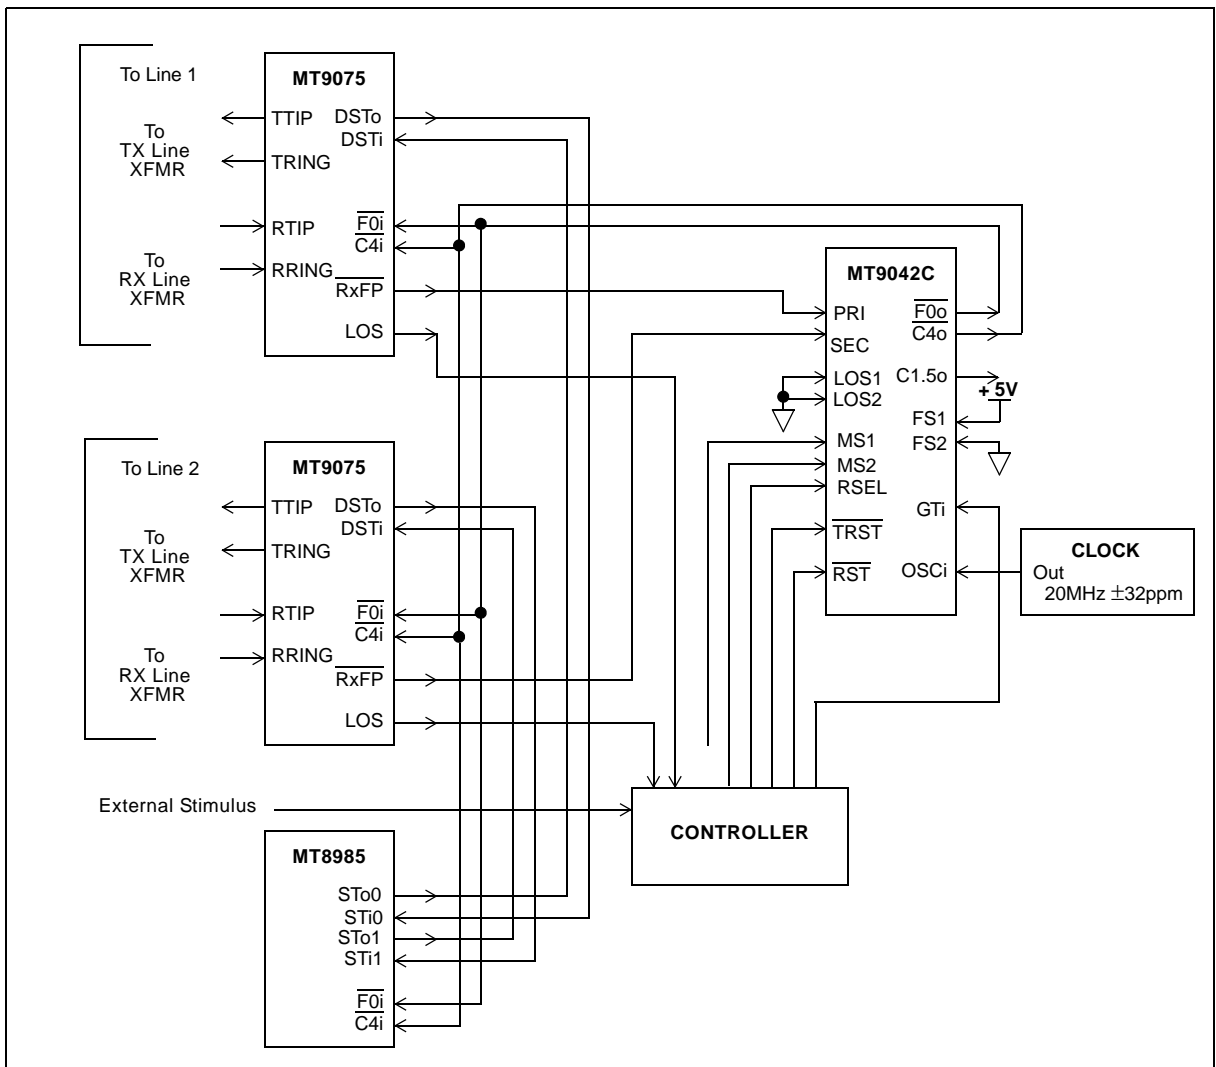 To Line 1
To
TX Line
XFMR
To
RX Line
XFMR
MT9075
TTIP
DSTo
DSTi
TRING
RTIP
F0i
C4i
RRING
RxFP
LOS
MT9042C
PRI
F0o
C4o
SEC
LOS1
C1.5o
LOS2
+ 5V
FS1
MS1
FS2
MS2
RSEL
GTi
TRST
RST
OSCi
CLOCK
Out
20MHz ±32ppm
To Line 2
To
TX Line
XFMR
To
RX Line
XFMR
MT9075
TTIP
DSTo
DSTi
TRING
RTIP
F0i
C4i
RRING
RxFP
LOS
External Stimulus
CONTROLLER
MT8985
STo0
STi0
STo1
STi1
F0i
C4i